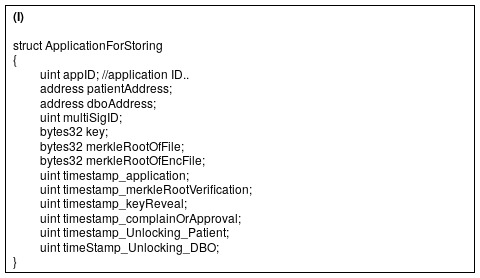 (I)
struct ApplicationForStoring
{
uint appID; //application ID..
address patientAddress;
address dboAddress;
uint multiSigID;
bytes32 key;
bytes32 merkleRootOfFile;
bytes32 merkleRootOfEncFile;
uint timestamp_application;
uint timestamp_merkleRootVerification;
uint timestamp_keyReveal;
uint timestamp_complainOrApproval;
uint timestamp_Unlocking_Patient;
uint timeStamp_Unlocking_DBO;
}